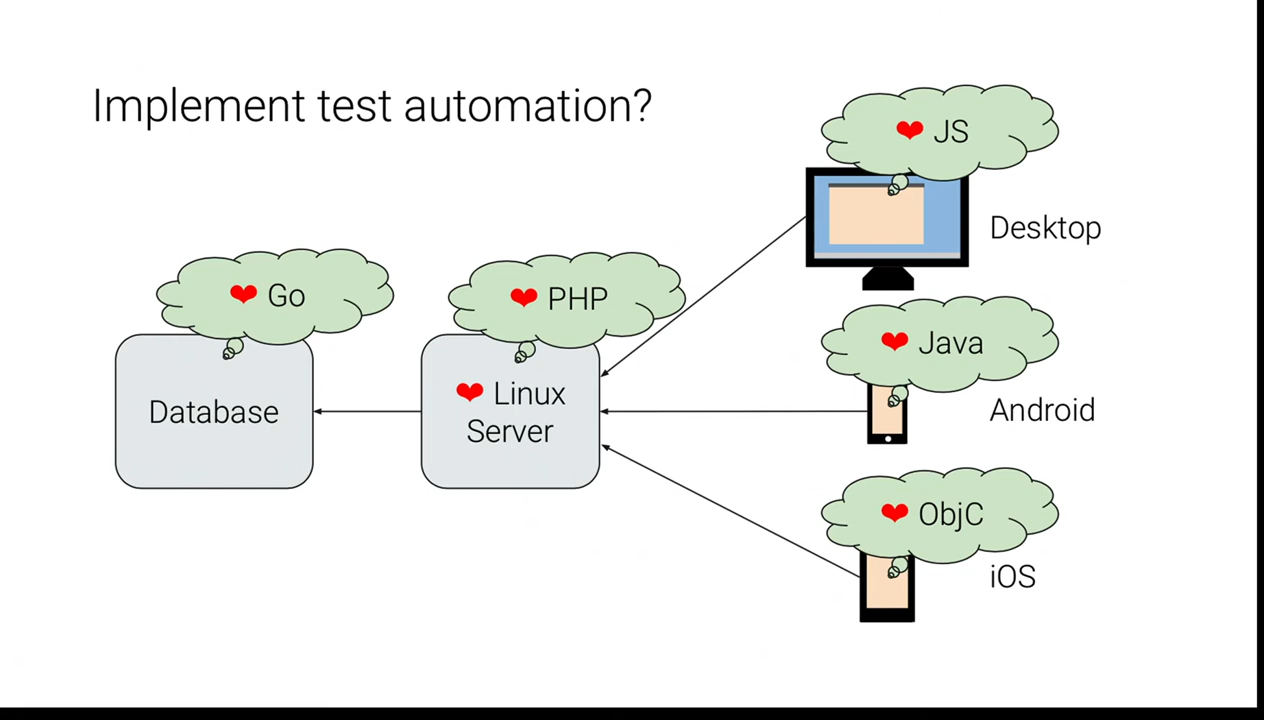 Implement test automation?
❤ JS
Desktop
❤ Go
❤ PHP
❤ Java
Database
❤ Linux
Server
Android
❤ ObjC
iOS